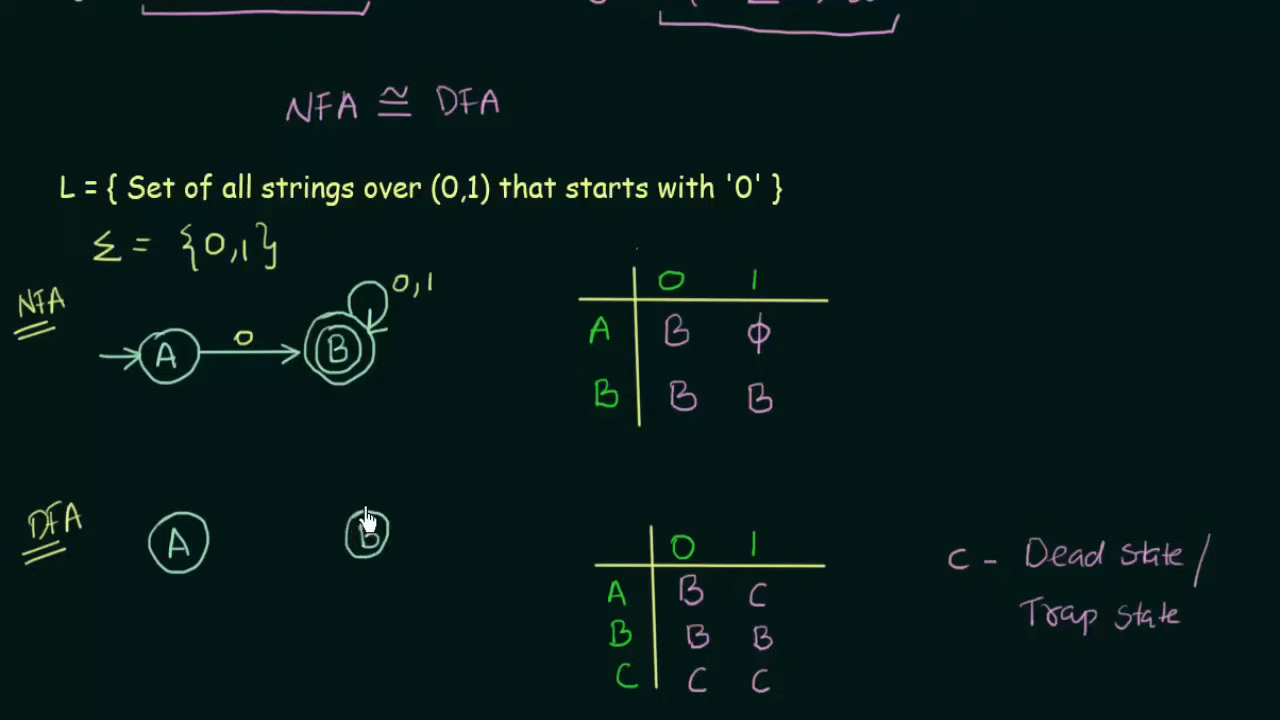 NFA ≅ DFA
L = { Set of all strings over (0,1) that starts with '0' }
Σ = {0,1}
NFA
0,1
A
0
B
0 1
A B ϕ
B B B
DFA
A
B
0 1
A B C
B B B
C C C
C - Dead state /
Trap state